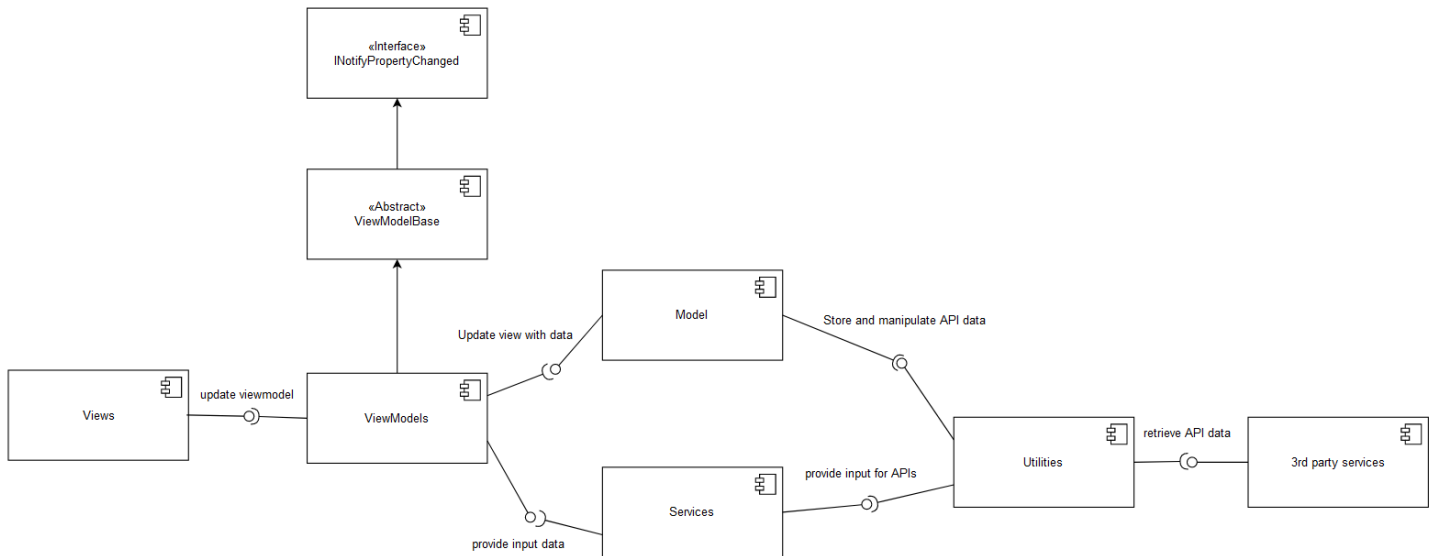 «Interface»
INotifyPropertyChanged
«Abstract»
ViewModelBase
Model
Update view with data
Store and manipulate API data
Views
update viewmodel
ViewModels
Utilities
retrieve API data
3rd party services
provide input for APIs
Services
provide input data